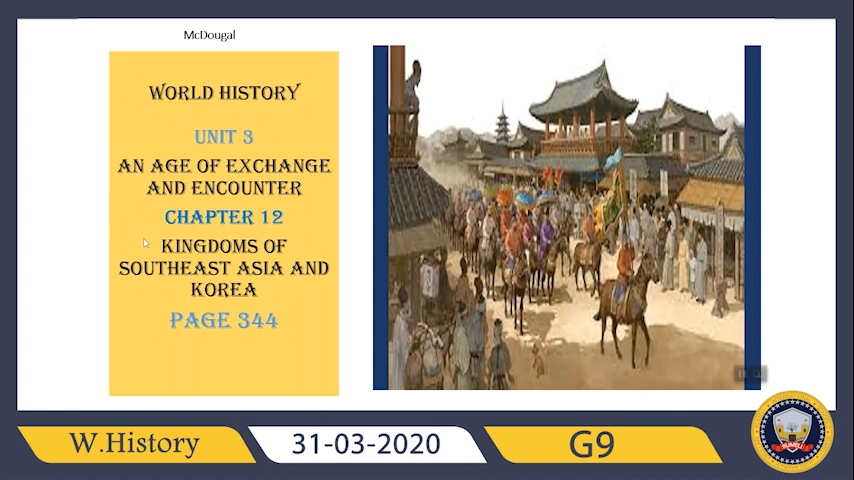 McDougal
WORLD HISTORY
UNIT 3
AN AGE OF EXCHANGE
AND ENCOUNTER
CHAPTER 12
KINGDOMS OF
SOUTHEAST ASIA AND
KOREA
PAGE 344
W.History
31-03-2020
G9
RUMELI